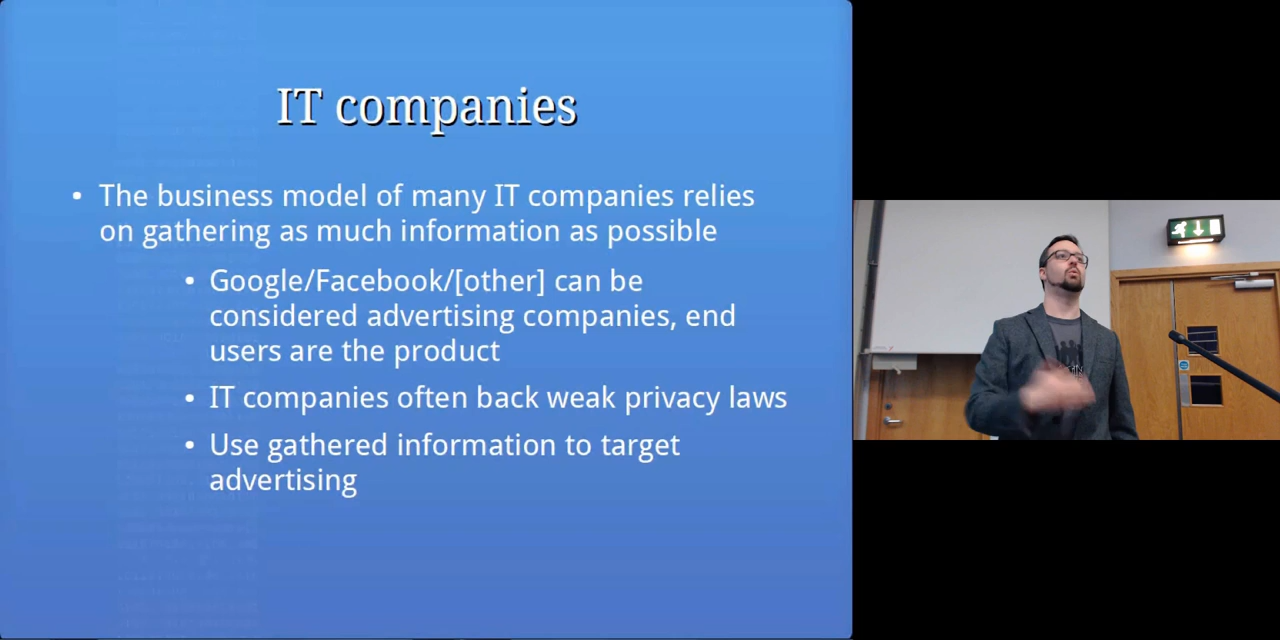 IT companies
• The business model of many IT companies relies
on gathering as much information as possible
• Google/Facebook/[other] can be
considered advertising companies, end
users are the product
• IT companies often back weak privacy laws
• Use gathered information to target
advertising